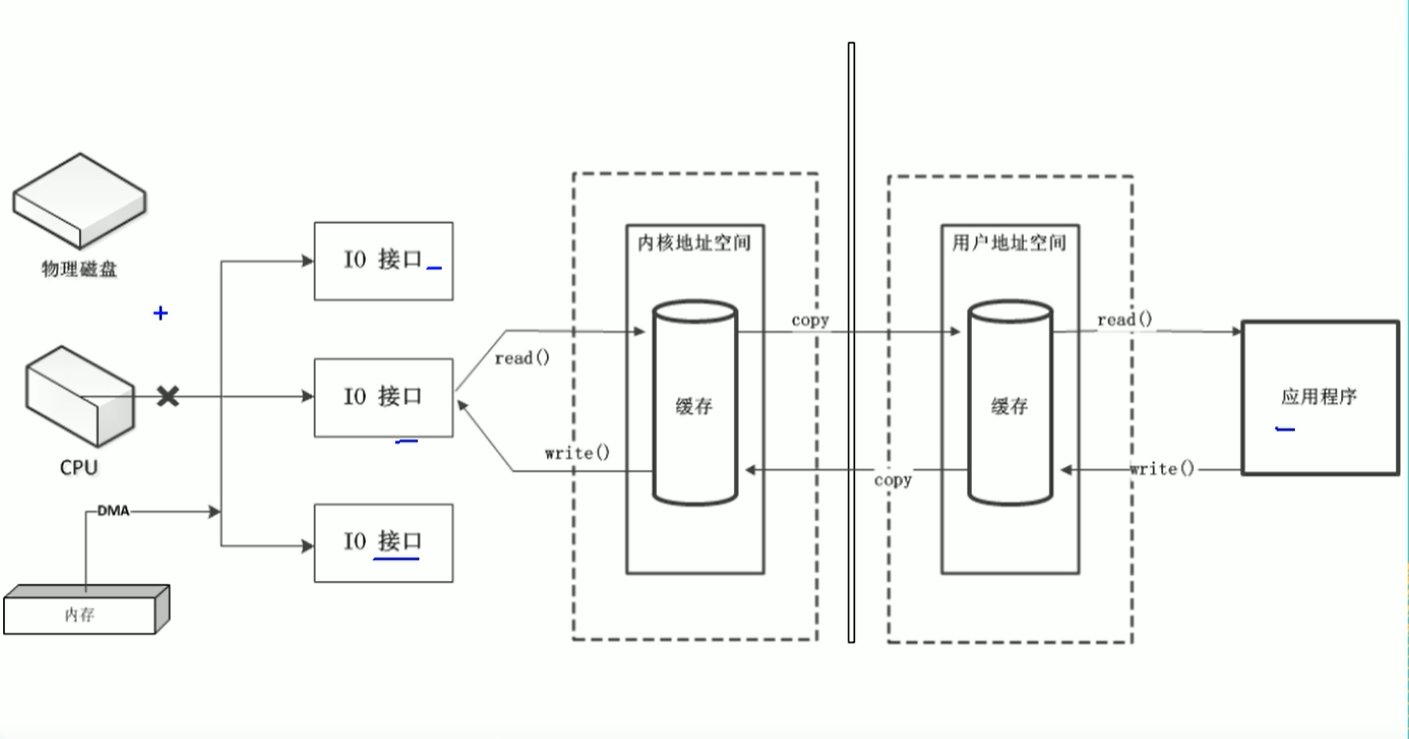 物理磁盘
CPU
DMA
内存
IO 接口
IO 接口
IO 接口
read()
write()
内核地址空间
缓存
copy
copy
用户地址空间
缓存
read()
write()
应用程序